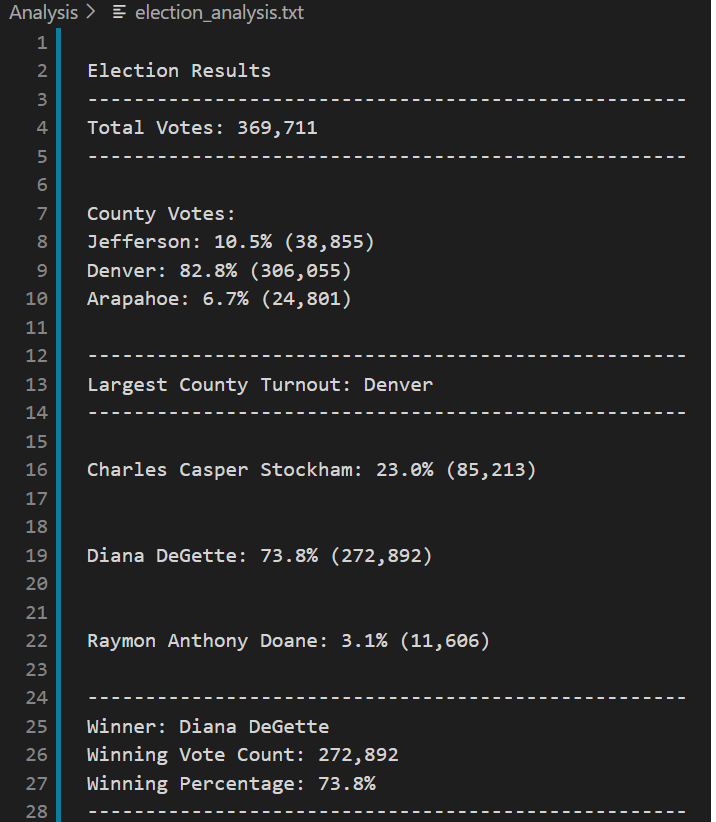 Analysis > election_analysis.txt
1
2 Election Results
3 ----------------------------------------------------
4 Total Votes: 369,711
5 ----------------------------------------------------
6
7 County Votes:
8 Jefferson: 10.5% (38,855)
9 Denver: 82.8% (306,055)
10 Arapahoe: 6.7% (24,801)
11
12 ----------------------------------------------------
13 Largest County Turnout: Denver
14 ----------------------------------------------------
15
16 Charles Casper Stockham: 23.0% (85,213)
17
18
19 Diana DeGette: 73.8% (272,892)
20
21
22 Raymon Anthony Doane: 3.1% (11,606)
23
24 ----------------------------------------------------
25 Winner: Diana DeGette
26 Winning Vote Count: 272,892
27 Winning Percentage: 73.8%
28 ----------------------------------------------------